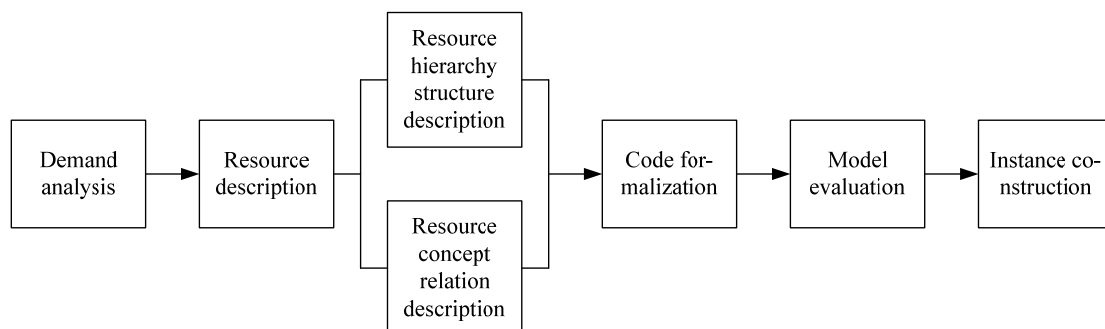 Demand
analysis
Resource
description
Resource
hierarchy
structure
description
Resource
concept
relation
description
Code for-
malization
Model
evaluation
Instance co-
nstruction